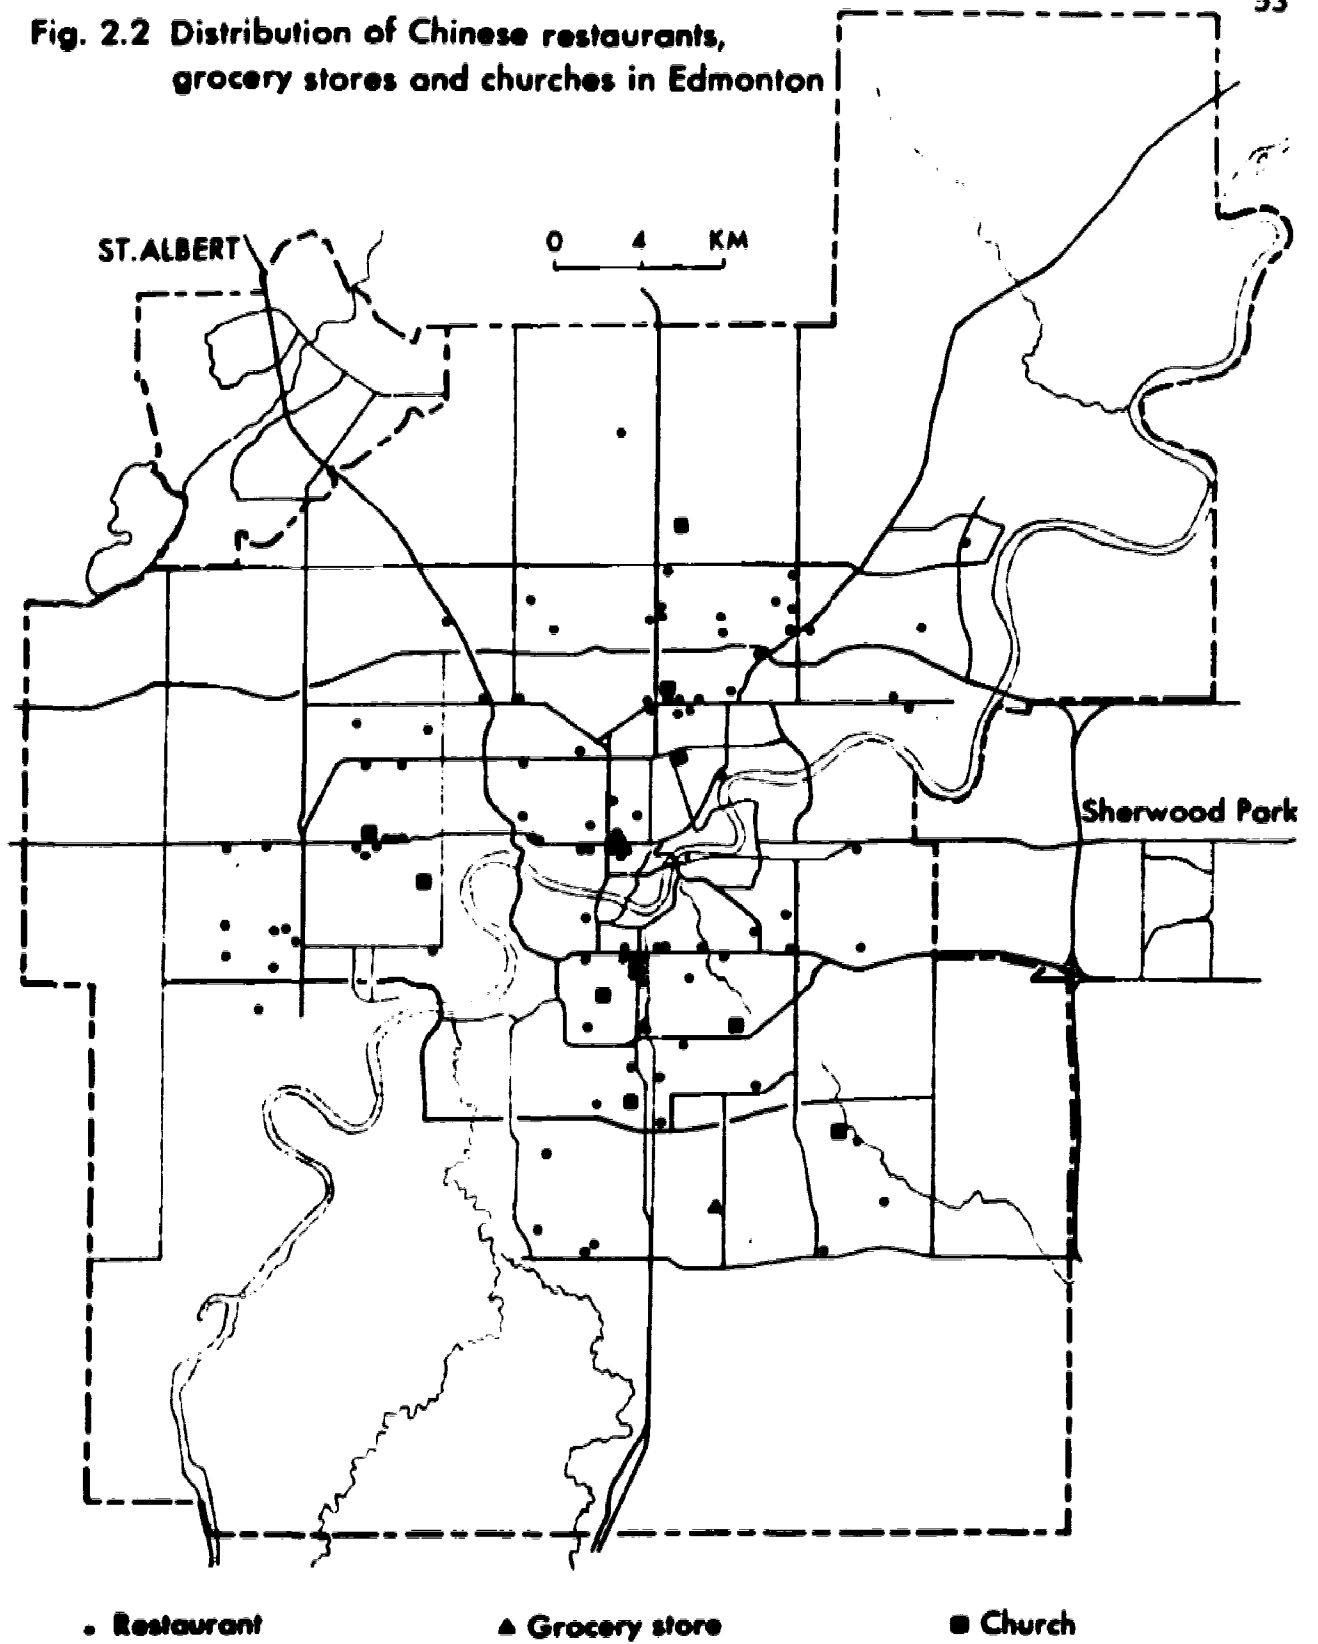 53
Fig. 2.2 Distribution of Chinese restaurants,
grocery stores and churches in Edmonton
ST. ALBERT
0 4 KM
Sherwood Park
Restaurant Grocery store Church